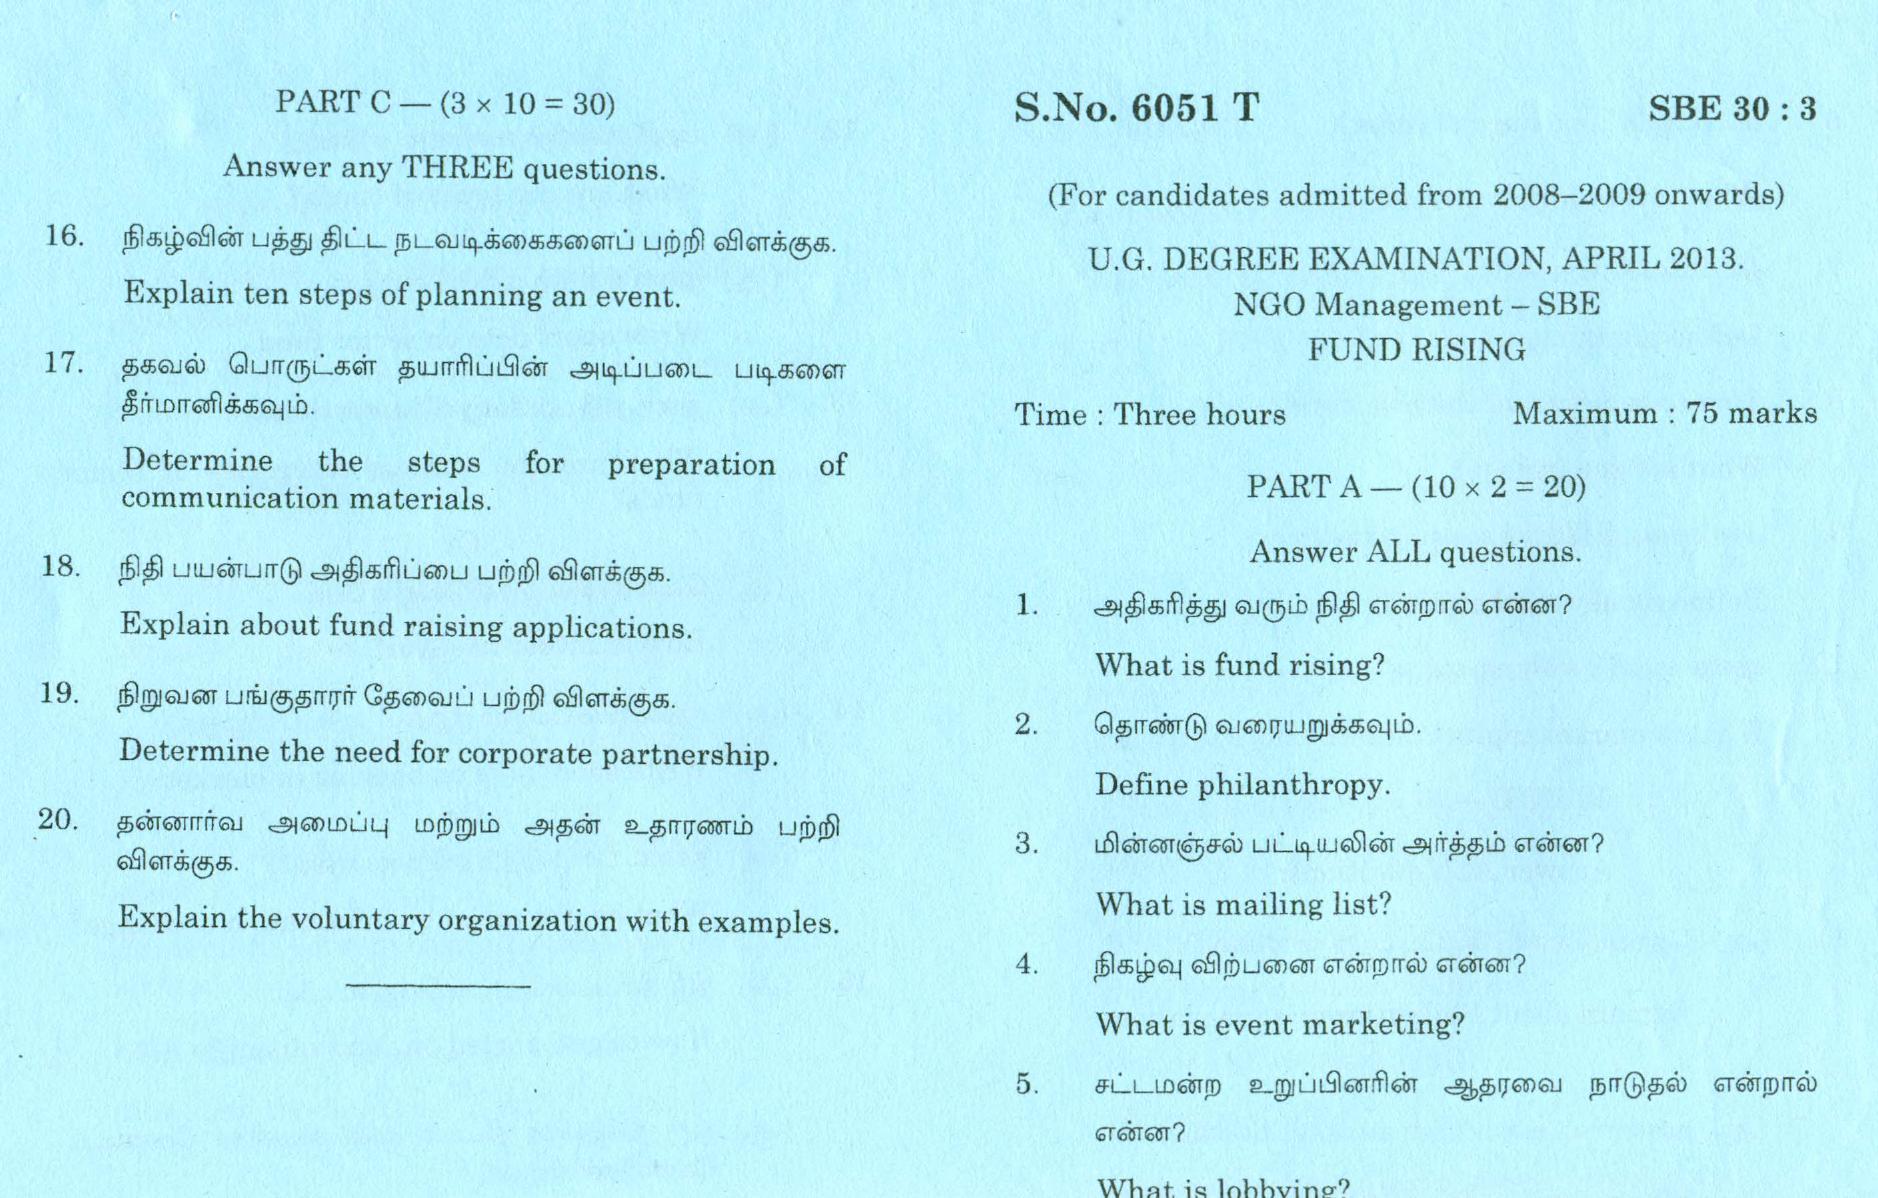 PART C — (3 × 10 = 30)
Answer any THREE questions.
16. நிகழ்வின் பத்து திட்ட நடவடிக்கைகளைப் பற்றி விளக்குக.
Explain ten steps of planning an event.
17. தகவல் பொருட்கள் தயாரிப்பின் அடிப்படை படிகளை
தீர்மானிக்கவும்.
Determine the steps for preparation of
communication materials.
18. நிதி பயன்பாடு அதிகரிப்பை பற்றி விளக்குக.
Explain about fund raising applications.
19. நிறுவன பங்குதாரர் தேவைப் பற்றி விளக்குக.
Determine the need for corporate partnership.
20. தன்னார்வ அமைப்பு மற்றும் அதன் உதாரணம் பற்றி
விளக்குக.
Explain the voluntary organization with examples.
S.No. 6051 T SBE 30 : 3
(For candidates admitted from 2008–2009 onwards)
U.G. DEGREE EXAMINATION, APRIL 2013.
NGO Management – SBE
FUND RISING
Time : Three hours Maximum : 75 marks
PART A — (10 × 2 = 20)
Answer ALL questions.
1. அதிகரித்து வரும் நிதி என்றால் என்ன?
What is fund rising?
2. தொண்டு வரையறுக்கவும்.
Define philanthropy.
3. மின்னஞ்சல் பட்டியலின் அர்த்தம் என்ன?
What is mailing list?
4. நிகழ்வு விற்பனை என்றால் என்ன?
What is event marketing?
5. சட்டமன்ற உறுப்பினரின் ஆதரவை நாடுதல் என்றால்
என்ன?
What is lobbying?